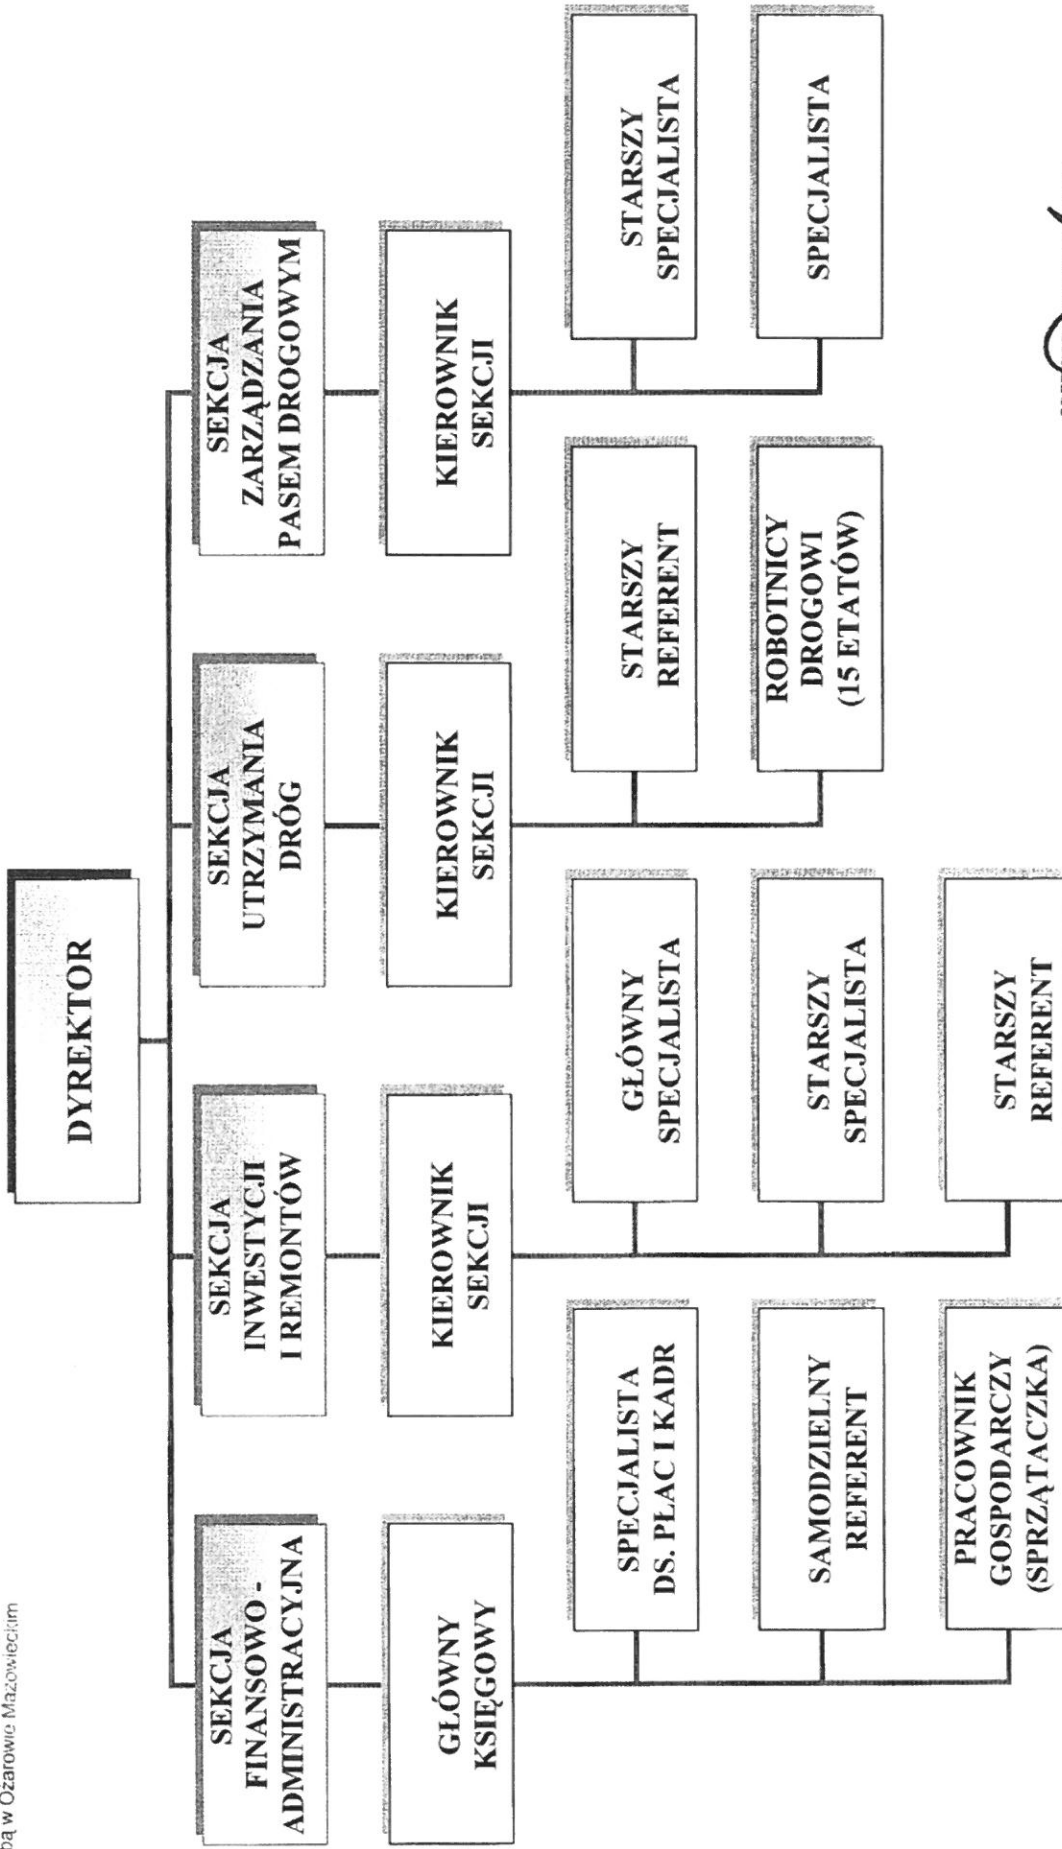 bą w Ożarowie Mazowieckim
DYREKTOR
SEKCJA
FINANSOWO -
ADMINISTRACYJNA
SEKCJA
INWESTYCJI
I REMONTÓW
SEKCJA
UTRZYMANIA
DRÓG
SEKCJA
ZARZĄDZANIA
PASEM DROGOWYM
GŁÓWNY
KSIĘGOWY
KIEROWNIK
SEKCJI
KIEROWNIK
SEKCJI
KIEROWNIK
SEKCJI
SPECJALISTA
DS. PŁAC I KADR
GŁÓWNY
SPECJALISTA
STARSZY
REFERENT
STARSZY
SPECJALISTA
SAMODZIELNY
REFERENT
STARSZY
SPECJALISTA
ROBOTNICY
DROGOWI
(15 ETATÓW)
SPECJALISTA
PRACOWNIK
GOSPODARCZY
(SPRZĄTACZKA)
STARSZY
REFERENT